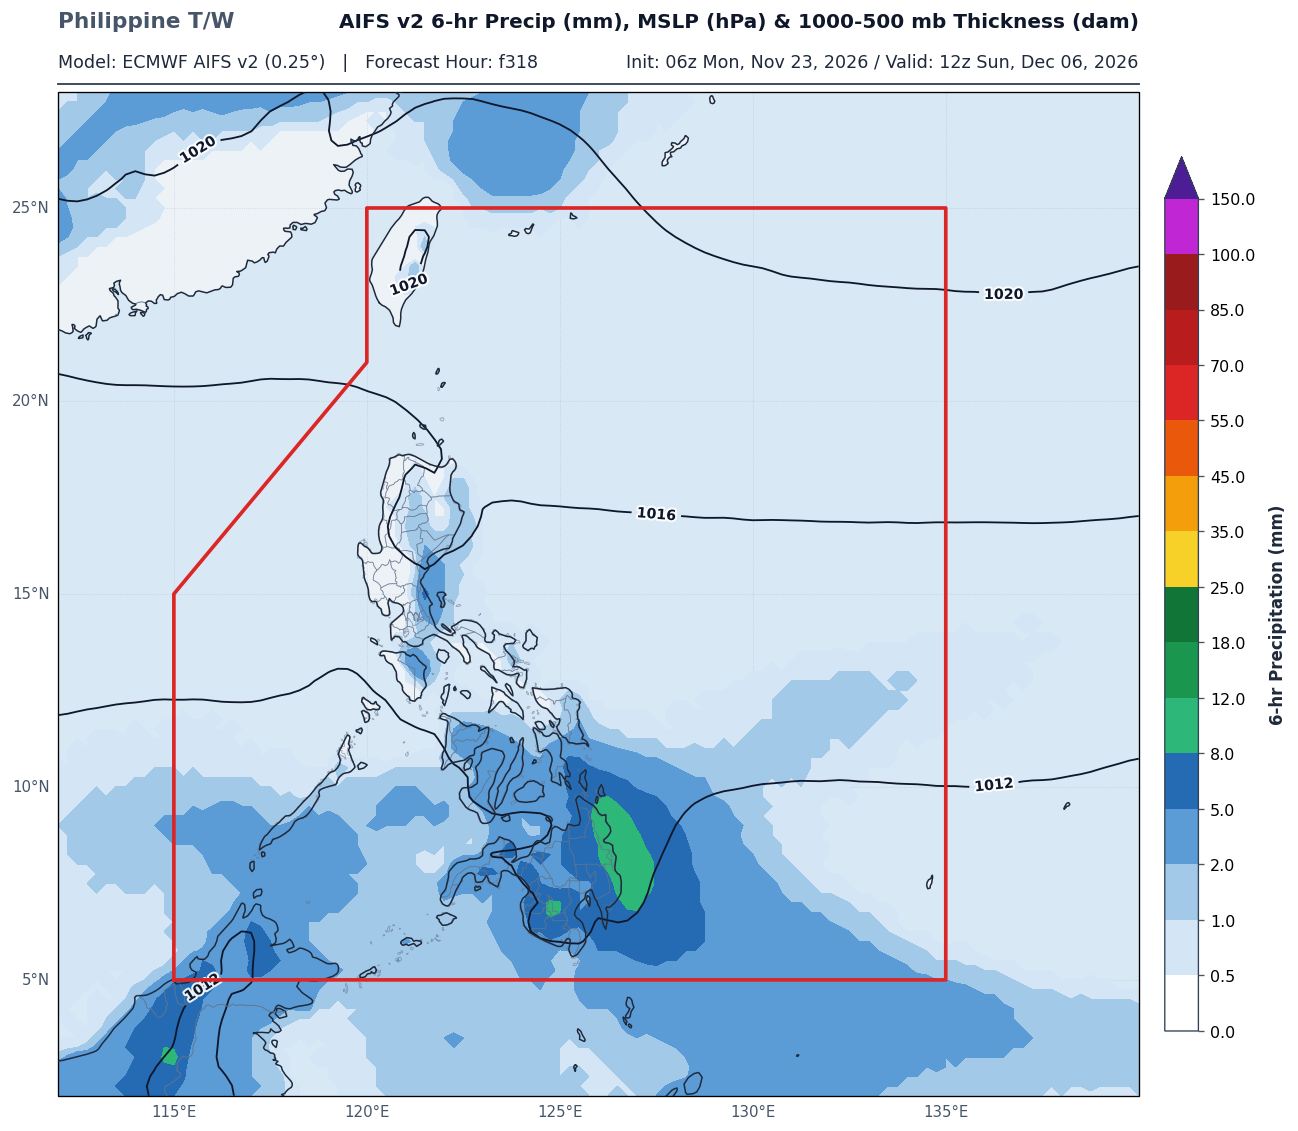 Philippine T/W
AIFS v2 6-hr Precip (mm), MSLP (hPa) & 1000-500 mb Thickness (dam)
Model: ECMWF AIFS v2 (0.25°) | Forecast Hour: f318
Init: 06z Mon, Nov 23, 2026 / Valid: 12z Sun, Dec 06, 2026
1020
25°N
1020
1020
20°N
1016
15°N
10°N
1012
5°N
1012
115°E
120°E
125°E
130°E
135°E
150.0
100.0
85.0
70.0
55.0
45.0
35.0
25.0
18.0
12.0
8.0
5.0
2.0
1.0
0.5
0.0
6-hr Precipitation (mm)